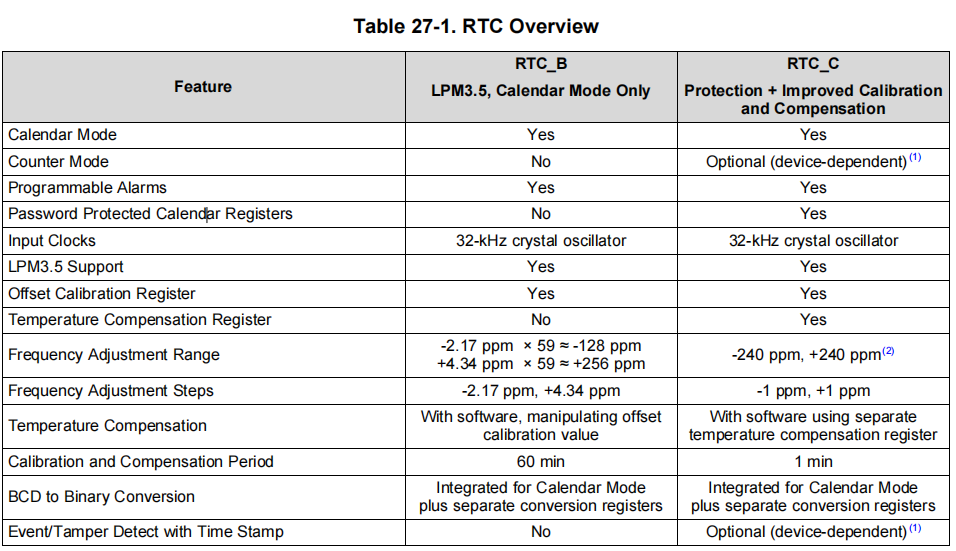 Table 27-1. RTC Overview
Feature
RTC_B
LPM3.5, Calendar Mode Only
RTC_C
Protection + Improved Calibration
and Compensation
Calendar Mode
Yes
Yes
Counter Mode
No
Optional (device-dependent)(1)
Programmable Alarms
Yes
Yes
Password Protected Calendar Registers
No
Yes
Input Clocks
32-kHz crystal oscillator
32-kHz crystal oscillator
LPM3.5 Support
Yes
Yes
Offset Calibration Register
Yes
Yes
Temperature Compensation Register
No
Yes
Frequency Adjustment Range
-2.17 ppm × 59 ≈ -128 ppm
+4.34 ppm × 59 ≈ +256 ppm
-240 ppm, +240 ppm(2)
Frequency Adjustment Steps
-2.17 ppm, +4.34 ppm
-1 ppm, +1 ppm
Temperature Compensation
With software, manipulating offset
calibration value
With software using separate
temperature compensation register
Calibration and Compensation Period
60 min
1 min
BCD to Binary Conversion
Integrated for Calendar Mode
plus separate conversion registers
Integrated for Calendar Mode
plus separate conversion registers
Event/Tamper Detect with Time Stamp
No
Optional (device-dependent)(1)